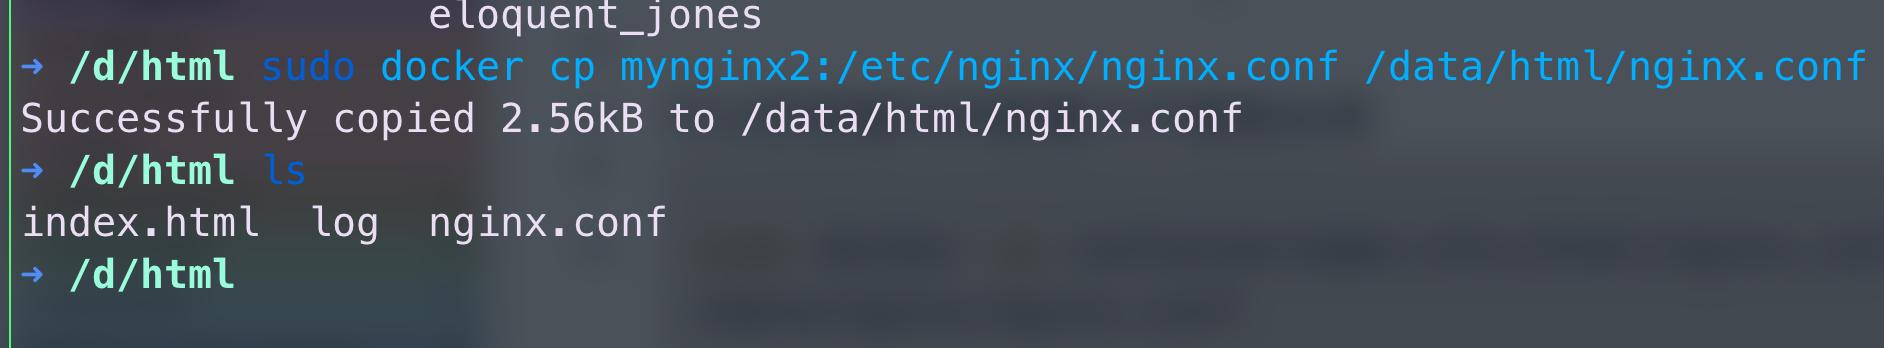 eloquent_jones
➜ /d/html sudo docker cp mynginx2:/etc/nginx/nginx.conf /data/html/nginx.conf
Successfully copied 2.56kB to /data/html/nginx.conf
➜ /d/html ls
index.html  log  nginx.conf
➜ /d/html